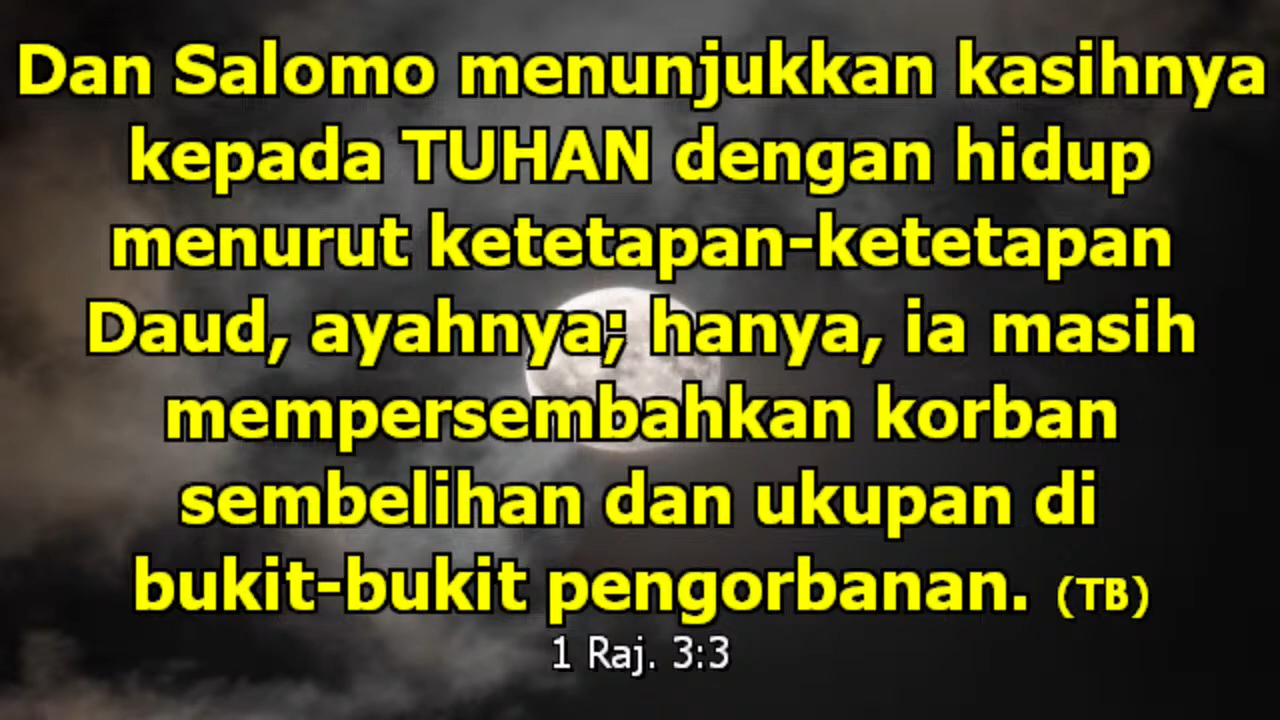 Dan Salomo menunjukkan kasihnya
kepada TUHAN dengan hidup
menurut ketetapan-ketetapan
Daud, ayahnya; hanya, ia masih
mempersembahkan korban
sembelihan dan ukupan di
bukit-bukit pengorbanan. (TB)
1 Raj. 3:3